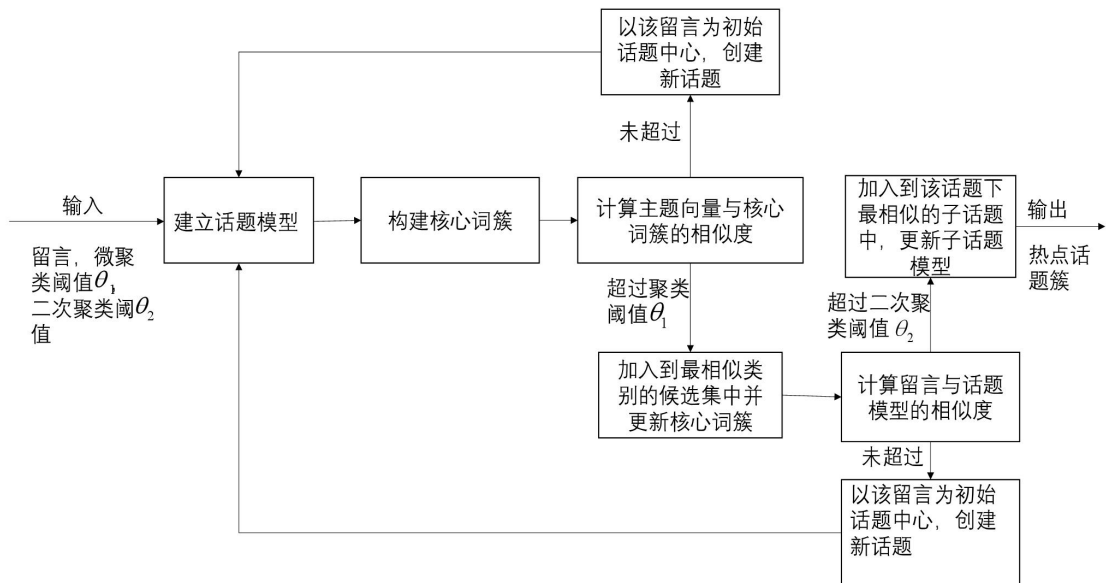 以该留言为初始
话题中心，创建
新话题
未超过
输入
留言，微聚
类阈值θ₁,
二次聚类阈θ₂
值
建立话题模型
构建核心词簇
计算主题向量与核心
词簇的相似度
加入到该话题下
最相似的子话题
中，更新子话题
模型
输出
热点话
题簇
超过聚类
阈值θ₁
超过二次聚
类阈值 θ₂
加入到最相似类
别的候选集中并
更新核心词簇
计算留言与话题
模型的相似度
未超过
以该留言为初始
话题中心，创建
新话题